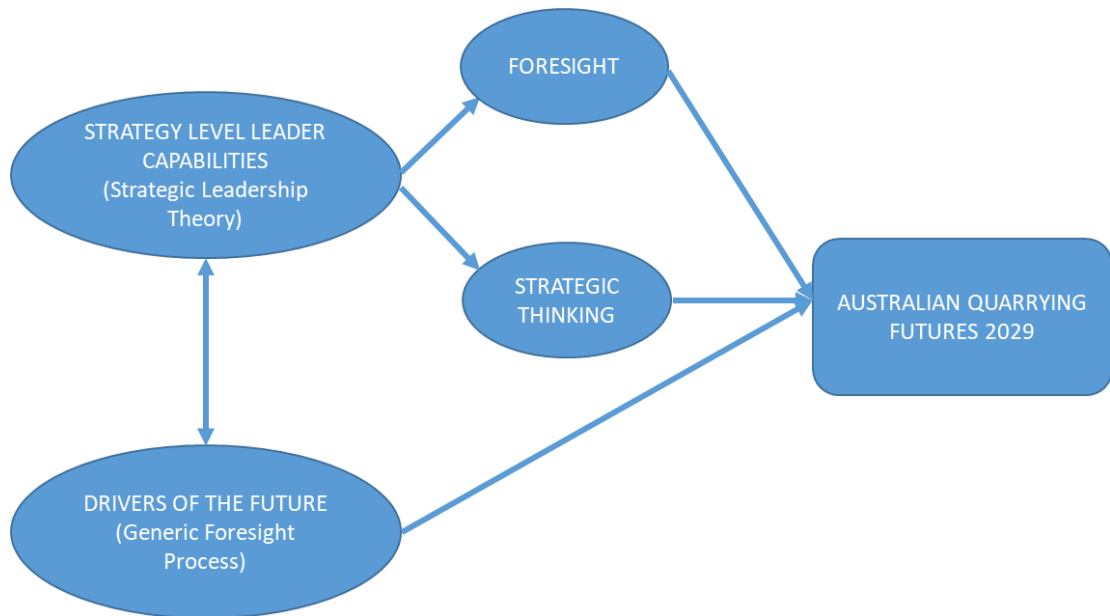 FORESIGHT
STRATEGY LEVEL LEADER
CAPABILITIES
(Strategic Leadership
Theory)
STRATEGIC
THINKING
AUSTRALIAN QUARRYING
FUTURES 2029
DRIVERS OF THE FUTURE
(Generic Foresight
Process)